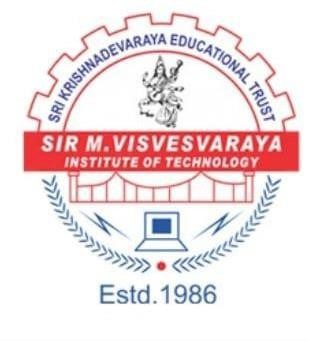 SRI KRISHNADEVARAYA EDUCATIONAL TRUST
SIR M.VISVESVARAYA
INSTITUTE OF TECHNOLOGY
Estd.1986